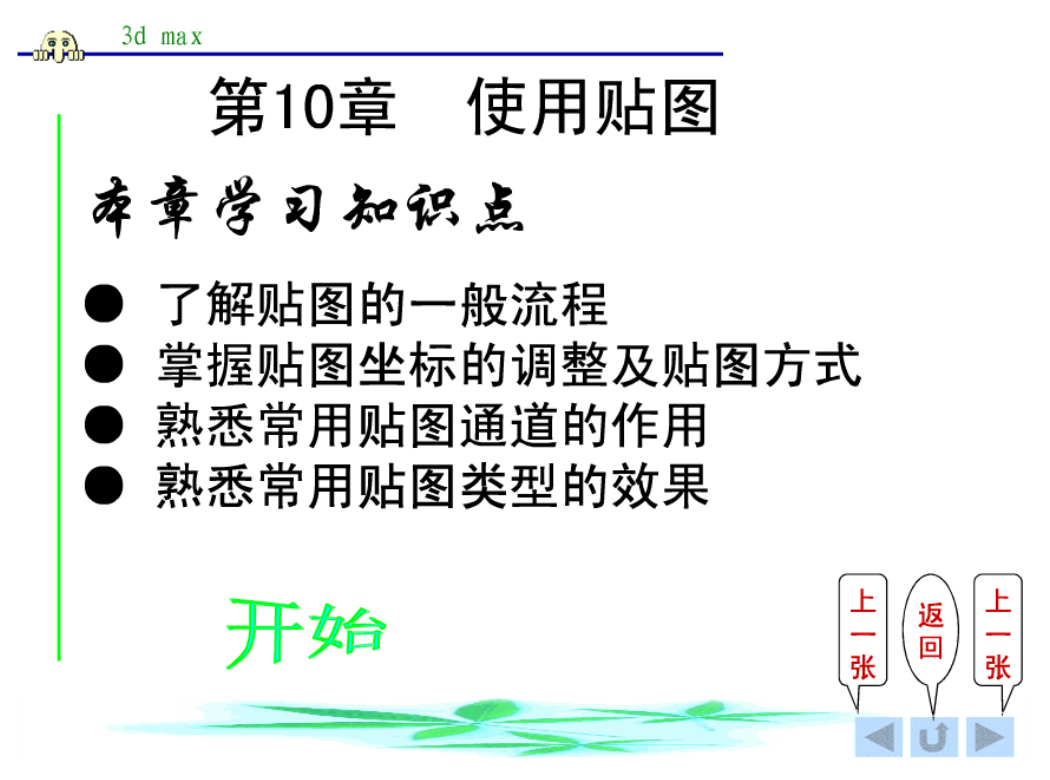 3d max
第10章　使用贴图
本章学习知识点
● 了解贴图的一般流程
● 掌握贴图坐标的调整及贴图方式
● 熟悉常用贴图通道的作用
● 熟悉常用贴图类型的效果
开始
上一张
返回
上一张